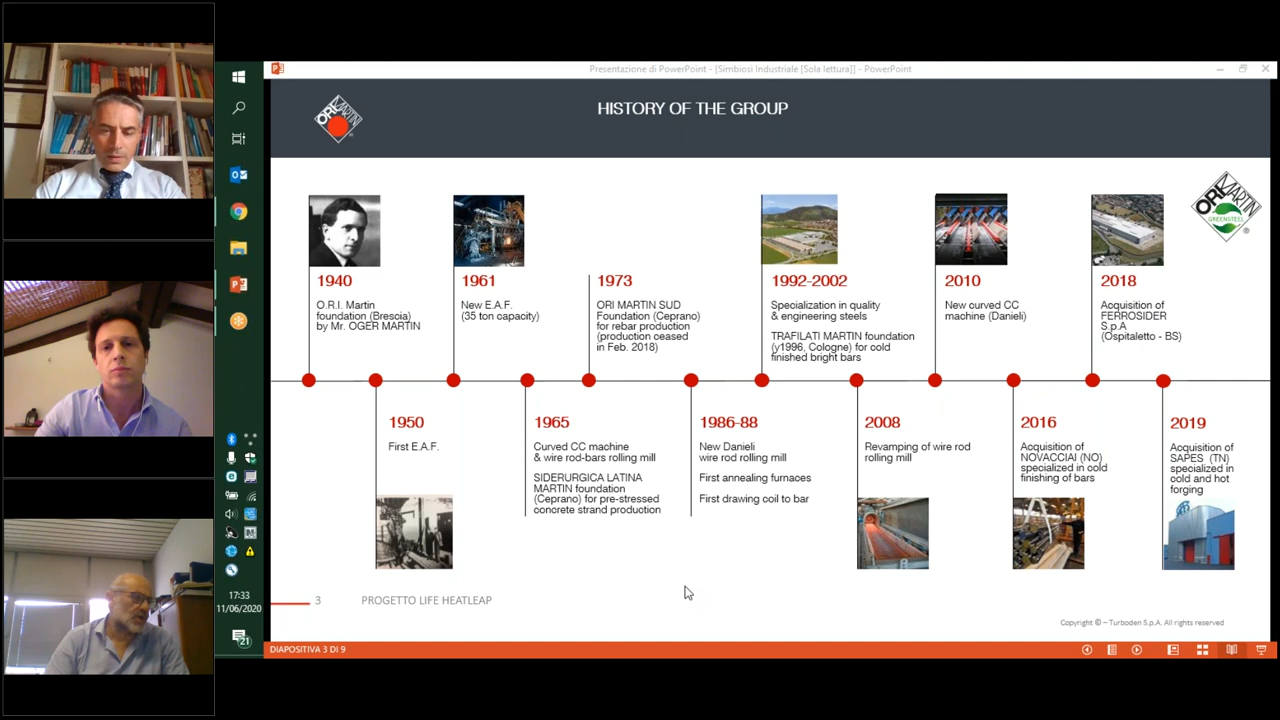 Presentazione di PowerPoint - [Simbiosi Industriale [Sola lettura]] - PowerPoint
HISTORY OF THE GROUP
ORI MARTIN
ORI MARTIN
GREENSTEEL
1940
O.R.I. Martin
foundation (Brescia)
by Mr. OGER MARTIN
1961
New E.A.F.
(35 ton capacity)
1973
ORI MARTIN SUD
Foundation (Ceprano)
for rebar production
(production ceased
in Feb. 2018)
1992-2002
Specialization in quality
& engineering steels
TRAFILATI MARTIN foundation
(y1996, Cologne) for cold
finished bright bars
2010
New curved CC
machine (Danieli)
2018
Acquisition of
FERROSIDER
S.p.A
(Ospitaletto - BS)
1950
First E.A.F.
1965
Curved CC machine
& wire rod-bars rolling mill
SIDERURGICA LATINA
MARTIN foundation
(Ceprano) for pre-stressed
concrete strand production
1986-88
New Danieli
wire rod rolling mill
First annealing furnaces
First drawing coil to bar
2008
Revamping of wire rod
rolling mill
2016
Acquisition of
NOVACCIAI (NO)
specialized in cold
finishing of bars
2019
Acquisition of
SAPES (TN)
specialized in
cold and hot
forging
3 PROGETTO LIFE HEATLEAP
Copyright © – Turboden S.p.A. All rights reserved
DIAPOSITIVA 3 DI 9
17:33
11/06/2020
21